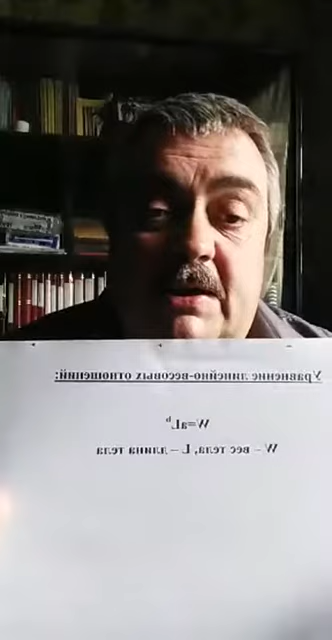 Уравнение линейно-весовых отношений:
W=aLᵇ
W – вес тела, L – длина тела